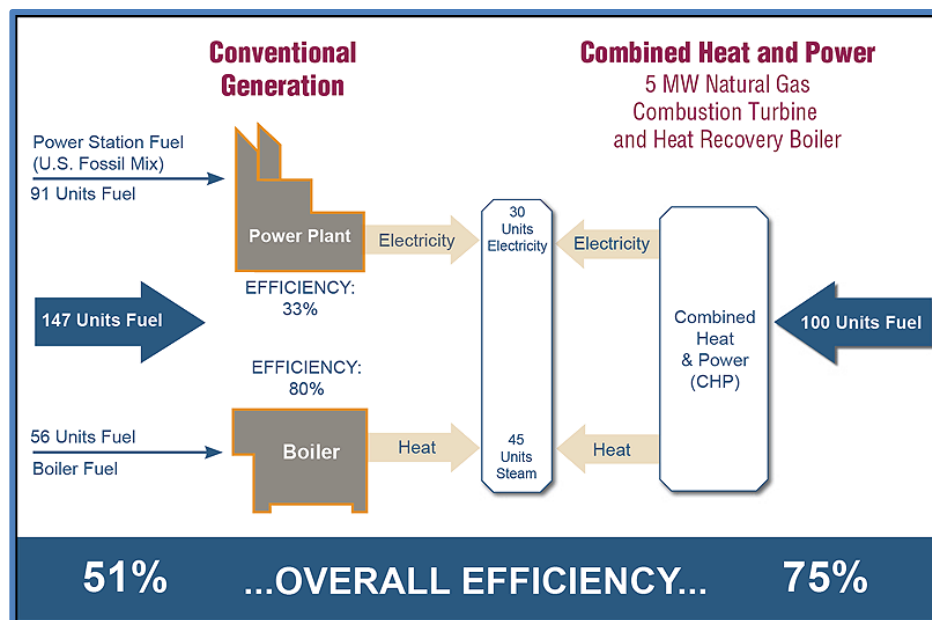 Conventional
Generation
Combined Heat and Power
5 MW Natural Gas
Combustion Turbine
and Heat Recovery Boiler
Power Station Fuel
(U.S. Fossil Mix)
91 Units Fuel
Power Plant
Electricity
30
Units
Electricity
Electricity
EFFICIENCY:
33%
147 Units Fuel
Combined
Heat
& Power
(CHP)
100 Units Fuel
EFFICIENCY:
80%
56 Units Fuel
Boiler Fuel
Boiler
Heat
45
Units
Steam
Heat
51% ...OVERALL EFFICIENCY... 75%